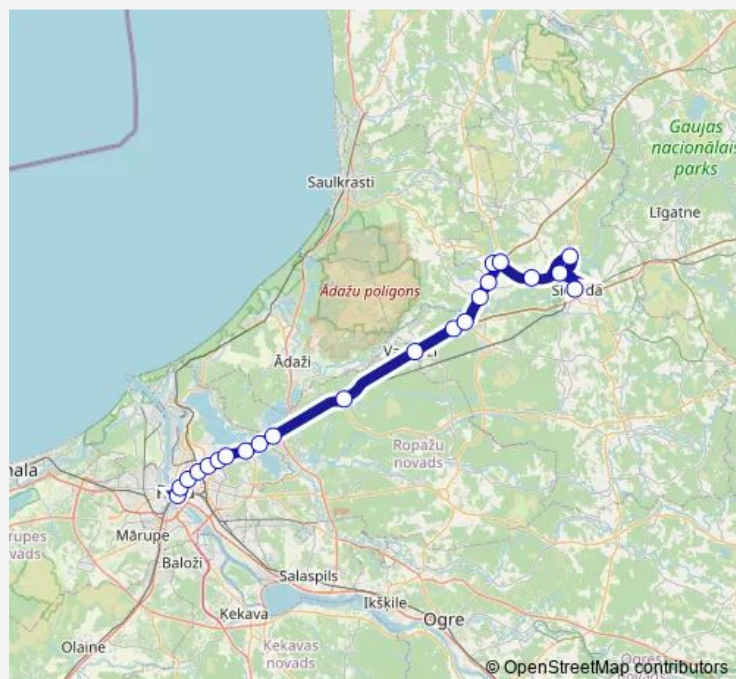 Gaujas
nacionālais
parks
Saulkrasti
Līgatne
Ādažu poligons
Ādaži
Ropažu
novads
Mārupe
Baloži
Salaspils
Ikšķile
Ķekava
Ogre
Olaine
Ķekavas
novads
© OpenStreetMap contributors